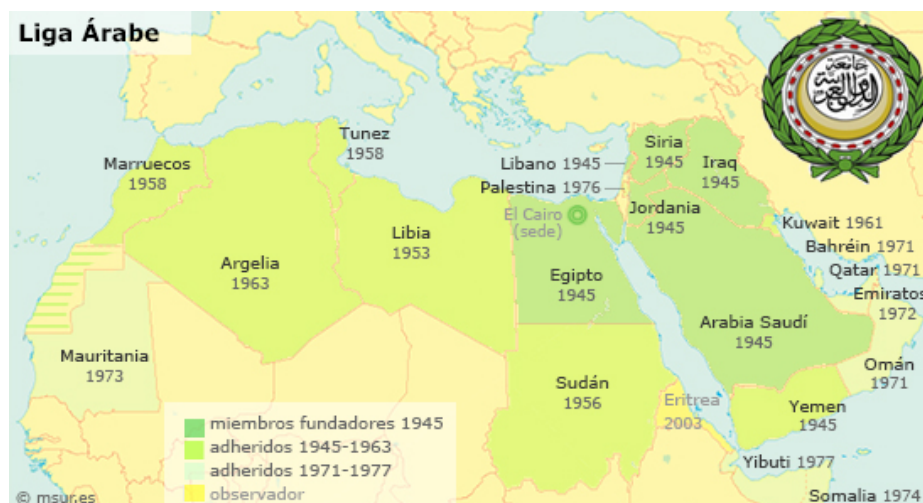 Liga Árabe
Tunez
1958
Marruecos
1958
Siria
1945
Libano 1945
Iraq
1945
Palestina 1976
El Cairo
(sede)
Jordania
1945
Kuwait 1961
Libia
1953
Bahréin 1971
Argelia
1963
Qatar 1971
Egipto
1945
Emiratos
1972
Arabia Saudí
1945
Mauritania
1973
Omán
1971
Sudán
1956
Eritrea
2003
Yemen
1945
miembros fundadores 1945
adheridos 1945-1963
adheridos 1971-1977
observador
Yibuti 1977
Somalia 1974
© msur.es